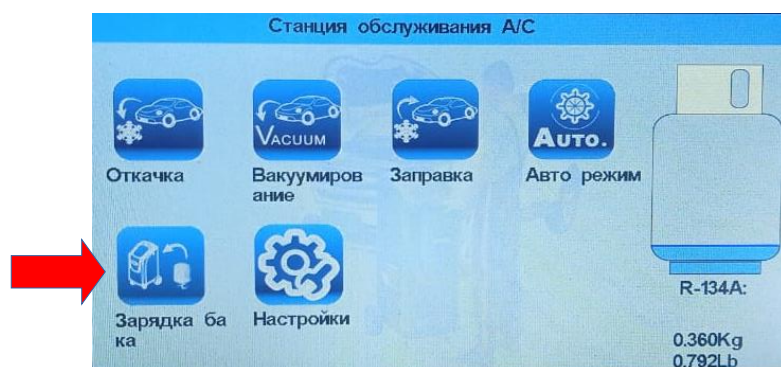 Станция обслуживания A/C
VACUUM
AUTO.
Откачка
Вакуумиров
ание
Заправка
Авто режим
Зарядка ба
ка
Настройки
R-134A:
0.360Kg
0.792Lb